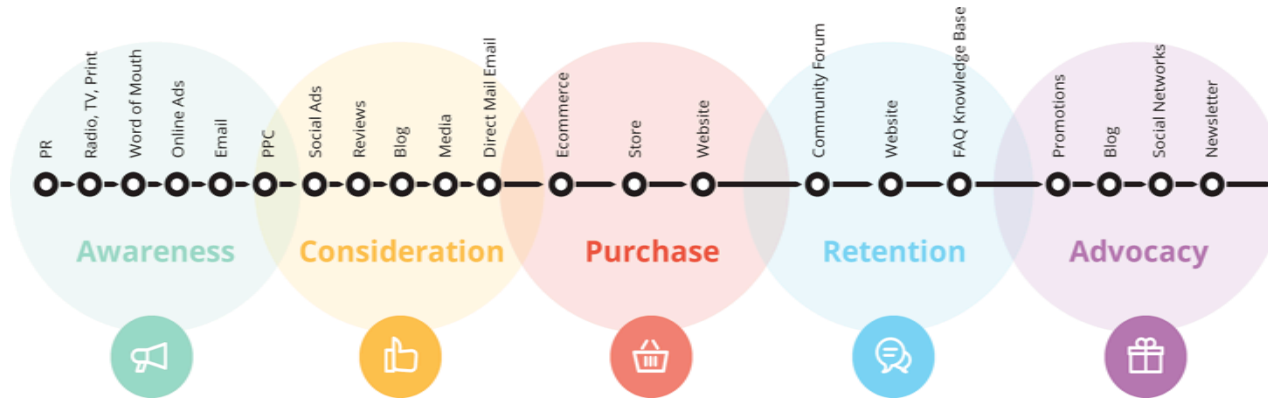 PR
Radio, TV, Print
Word of Mouth
Online Ads
Email
PPC
Social Ads
Reviews
Blog
Media
Direct Mail Email
Ecommerce
Store
Website
Community Forum
Website
FAQ Knowledge Base
Promotions
Blog
Social Networks
Newsletter
Awareness
Consideration
Purchase
Retention
Advocacy